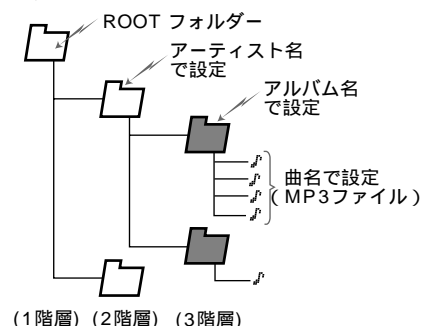 ROOT フォルダー
アーティスト名
で設定
アルバム名
で設定
曲名で設定
(MP3ファイル)
(1階層) (2階層) (3階層)